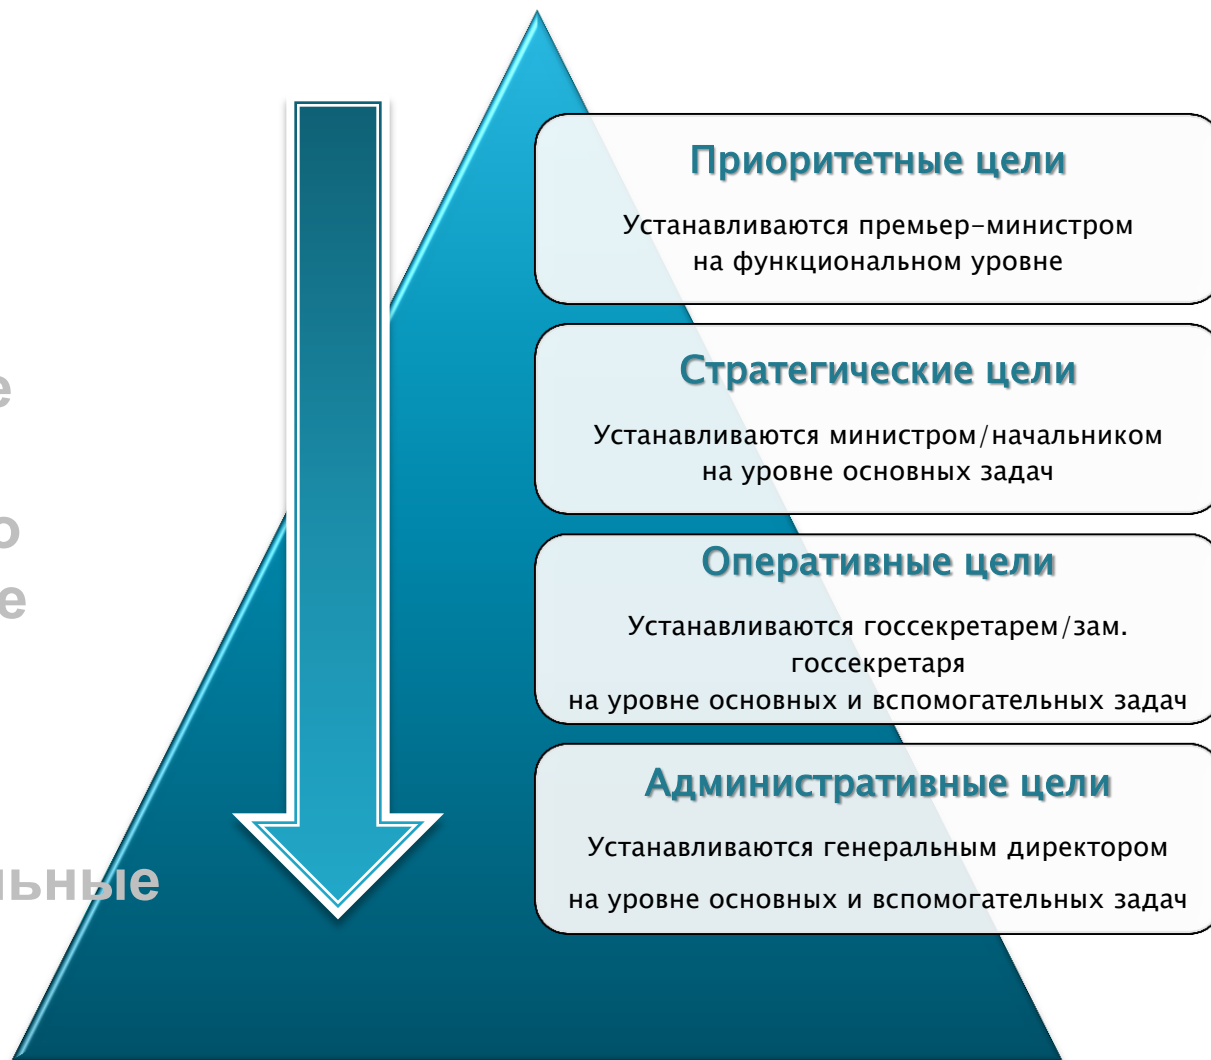 Приоритетные цели
Устанавливаются премьер-министром
на функциональном уровне
Стратегические цели
Устанавливаются министром/начальником
на уровне основных задач
Оперативные цели
Устанавливаются госсекретарем/зам.
госсекретаря
на уровне основных и вспомогательных задач
Административные цели
Устанавливаются генеральным директором
на уровне основных и вспомогательных задач